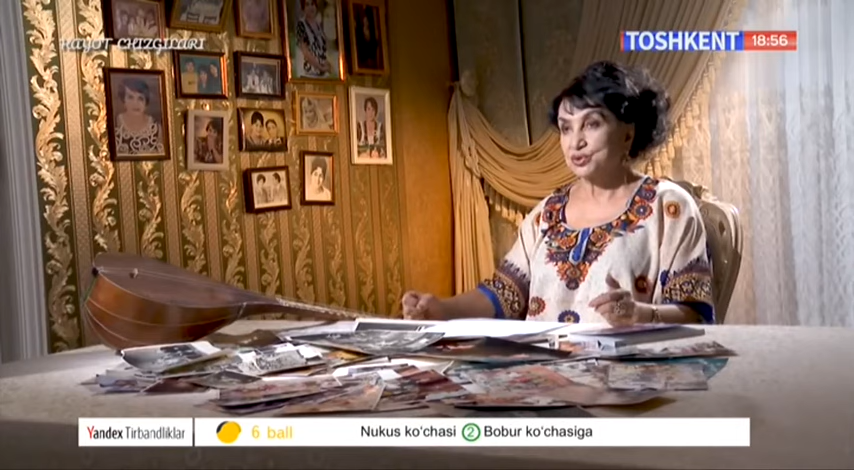 HAYOT CHIZGILARI
TOSHKENT 18:56
Yandex Tirbandliklar
6 ball
Nukus ko‘chasi 2 Bobur ko‘chasiga